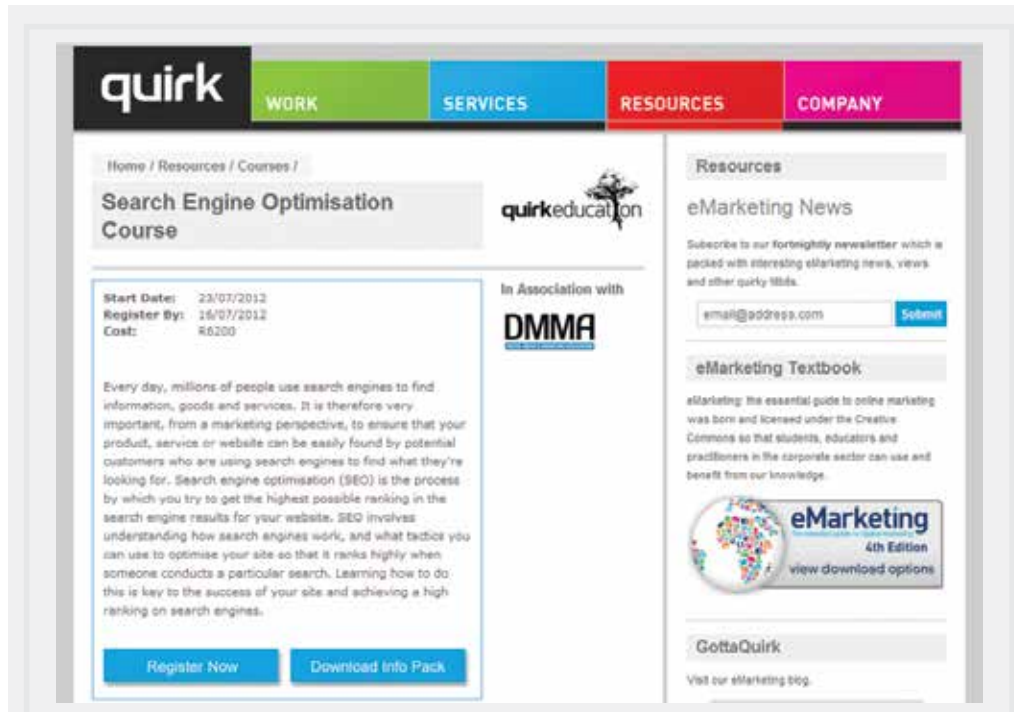 quirk
WORK
SERVICES
RESOURCES
COMPANY
Home / Resources / Courses /
Search Engine Optimisation
Course
quirkeducation
In Association with
DMMA
Start Date: 23/07/2012
Register By: 16/07/2012
Cost: R6200
Every day, millions of people use search engines to find
information, goods and services. It is therefore very
important, from a marketing perspective, to ensure that your
product, service or website can be easily found by potential
customers who are using search engines to find what they're
looking for. Search engine optimisation (SEO) is the process
by which you try to get the highest possible ranking in the
search engine results for your website. SEO involves
understanding how search engines work, and what tactics you
can use to optimise your site so that it ranks highly when
someone conducts a particular search. Learning how to do
this is key to the success of your site and achieving a high
ranking on search engines.
Register Now
Download Info Pack
Resources
eMarketing News
Subscribe to our fortnightly newsletter which is
packed with interesting eMarketing news, views
and other quirky titbits.
email@address.com
Submit
eMarketing Textbook
eMarketing: the essential guide to online marketing
was born and licensed under the Creative
Commons so that students, educators and
practitioners in the corporate sector can use and
benefit from our knowledge.
eMarketing
4th Edition
view download options
GottaQuirk
Visit our eMarketing blog.